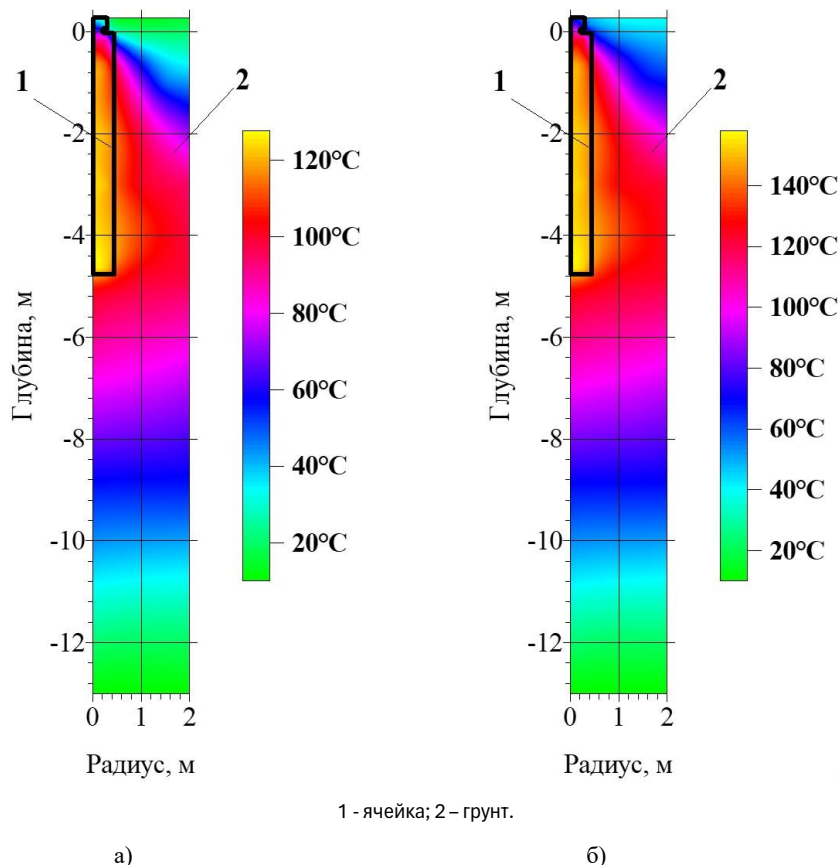 0
-2
-4
-6
-8
-10
-12
Глубина, м
1
2
120°C
100°C
80°C
60°C
40°C
20°C
0 1 2
Радиус, м
0
-2
-4
-6
-8
-10
-12
Глубина, м
1
2
140°C
120°C
100°C
80°C
60°C
40°C
20°C
0 1 2
Радиус, м
1 - ячейка; 2 – грунт.
а) б)